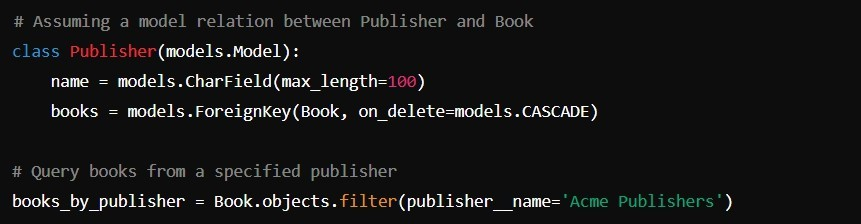 # Assuming a model relation between Publisher and Book
class Publisher(models.Model):
    name = models.CharField(max_length=100)
    books = models.ForeignKey(Book, on_delete=models.CASCADE)

# Query books from a specified publisher
books_by_publisher = Book.objects.filter(publisher__name='Acme Publishers')